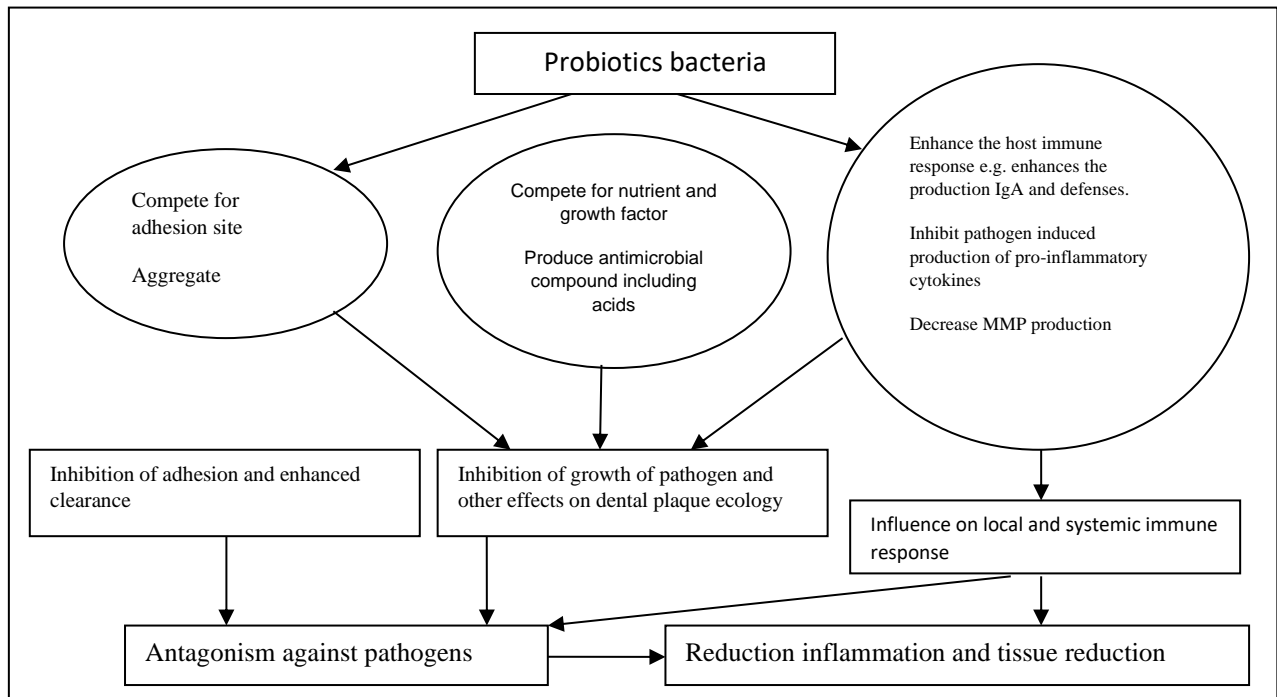 Probiotics bacteria
Compete for
adhesion site
Aggregate
Compete for nutrient and
growth factor
Produce antimicrobial
compound including
acids
Enhance the host immune
response e.g. enhances the
production IgA and defenses.
Inhibit pathogen induced
production of pro-inflammatory
cytokines
Decrease MMP production
Inhibition of adhesion and enhanced
clearance
Inhibition of growth of pathogen and
other effects on dental plaque ecology
Influence on local and systemic immune
response
Antagonism against pathogens
Reduction inflammation and tissue reduction